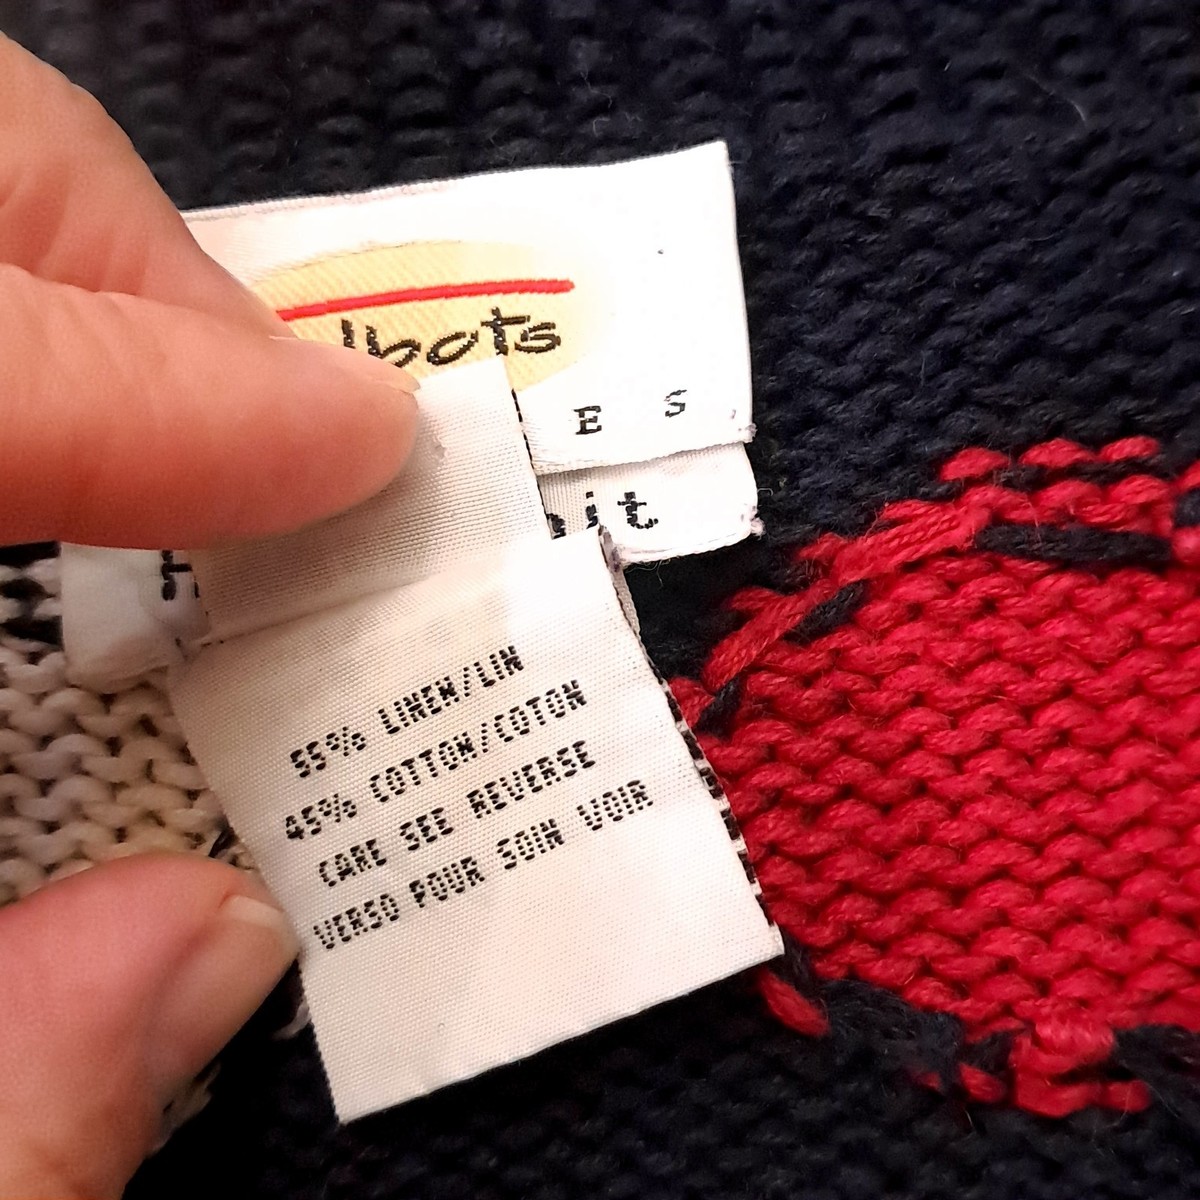 lbots
E S
it
55% LINEN/LIN
45% COTTON/COTON
CARE SEE REVERSE
VERSO POUR SOIN VOIR